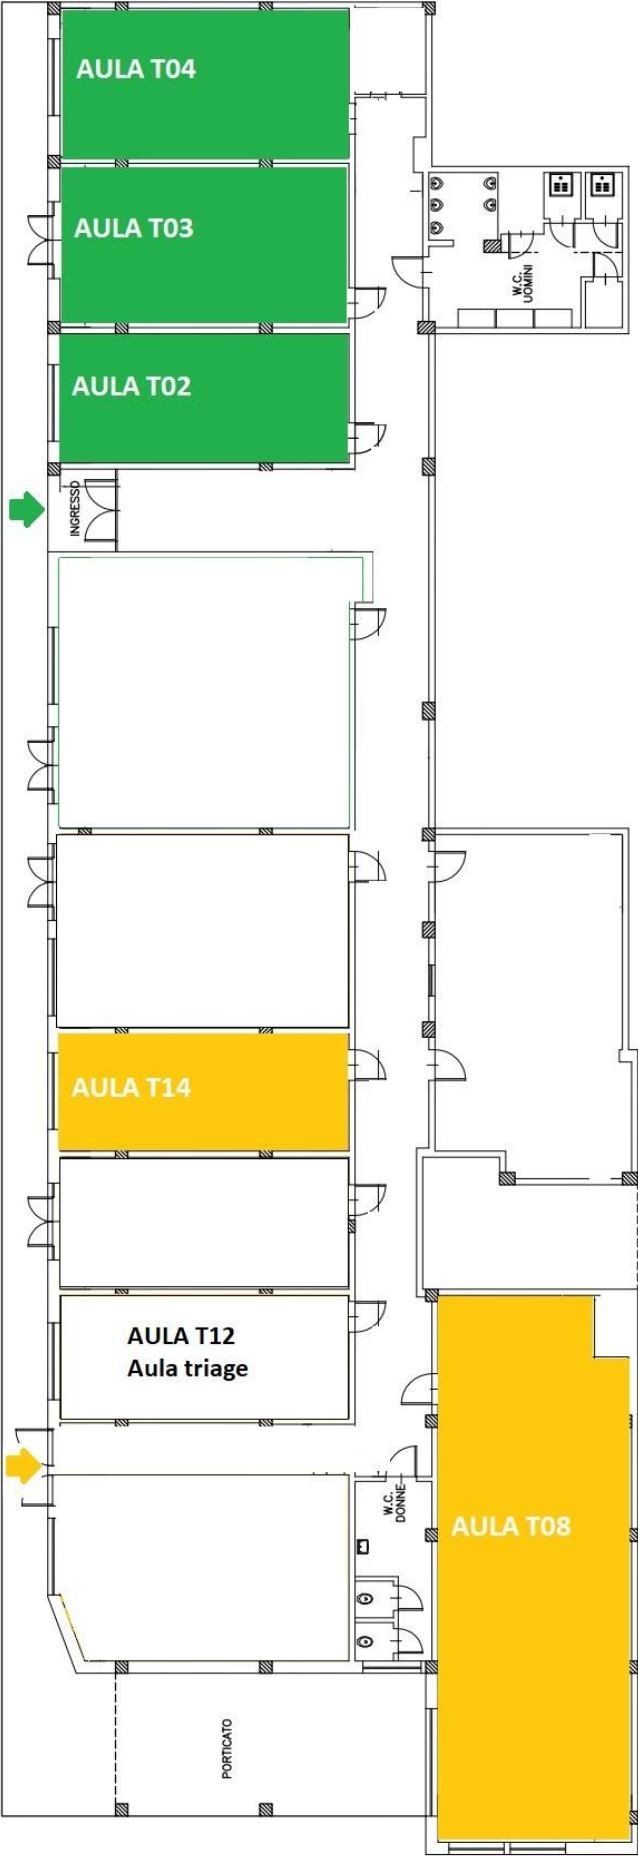 AULA T04
AULA T03
W.C.
UOMINI
AULA T02
INGRESSO
AULA T14
AULA T12
Aula triage
W.C.
DONNE
AULA T08
PORTICATO